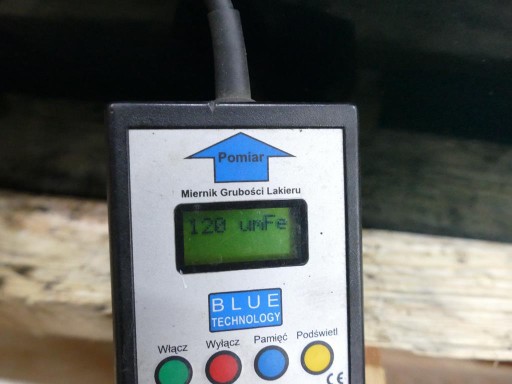 Pomiar
Miernik Grubości Lakieru
120 umFe
BLUE
TECHNOLOGY
Włącz Wyłącz Pamięć Podświetl
CE